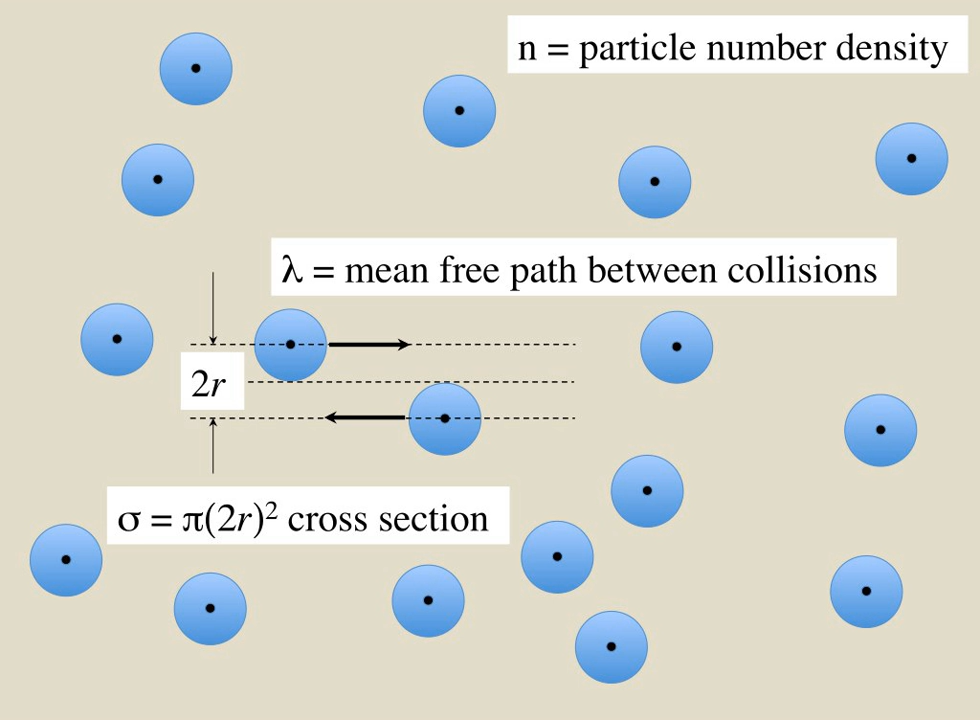 n = particle number density
λ = mean free path between collisions
2r
σ = π(2r)² cross section